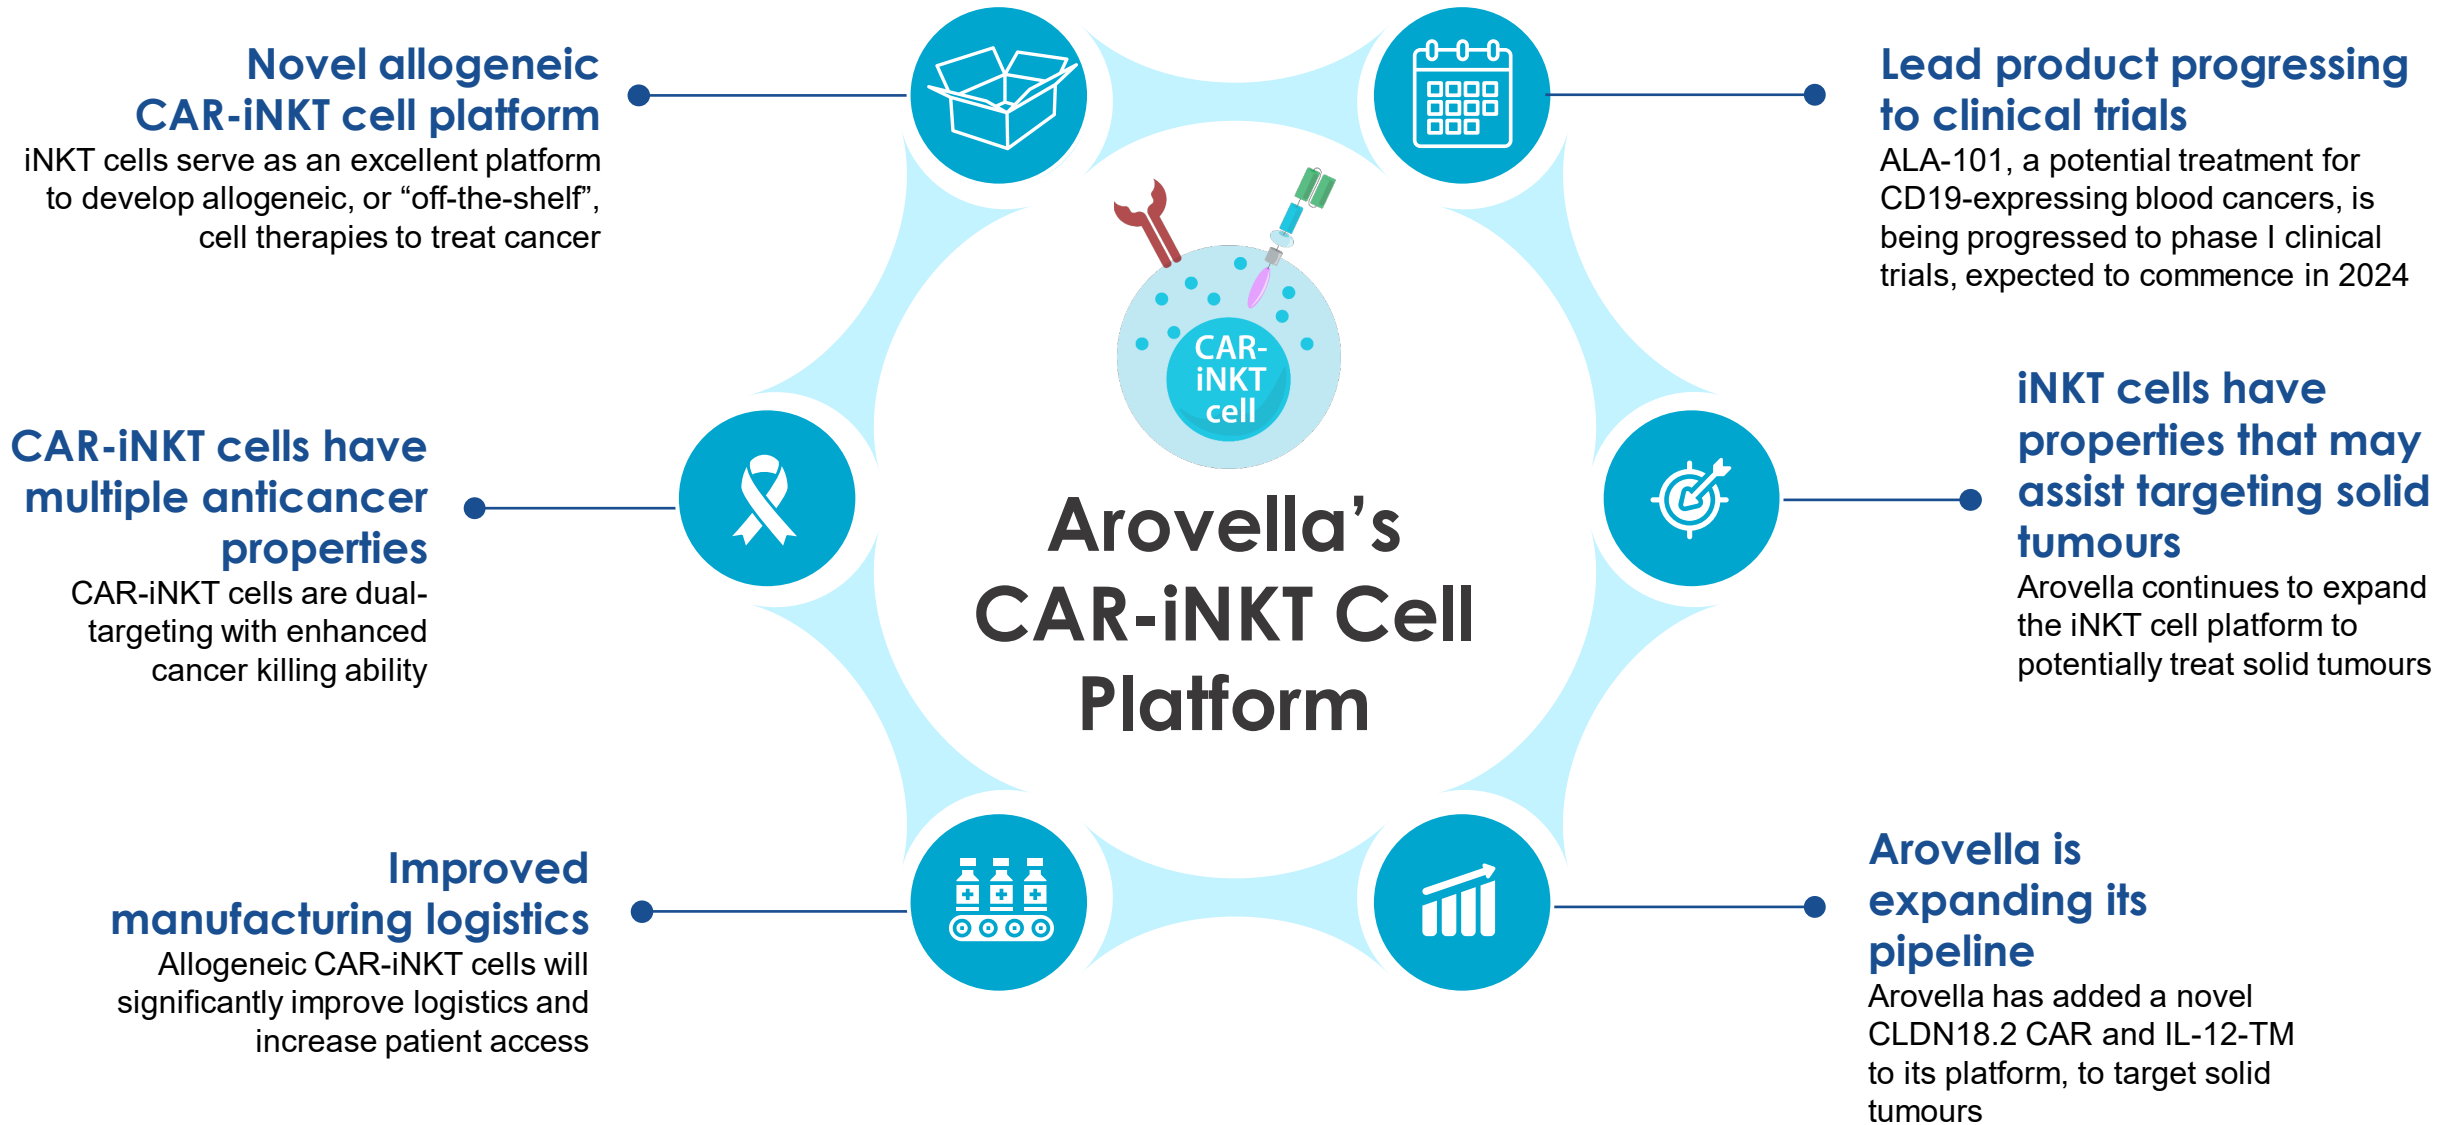 Novel allogeneic
CAR-iNKT cell platform
iNKT cells serve as an excellent platform
to develop allogeneic, or “off-the-shelf”,
cell therapies to treat cancer
CAR-iNKT cells have
multiple anticancer
properties
CAR-iNKT cells are dual-
targeting with enhanced
cancer killing ability
Improved
manufacturing logistics
Allogeneic CAR-iNKT cells will
significantly improve logistics and
increase patient access
CAR-
iNKT
cell
Arovella’s
CAR-iNKT Cell
Platform
Lead product progressing
to clinical trials
ALA-101, a potential treatment for
CD19-expressing blood cancers, is
being progressed to phase I clinical
trials, expected to commence in 2024
iNKT cells have
properties that may
assist targeting solid
tumours
Arovella continues to expand
the iNKT cell platform to
potentially treat solid tumours
Arovella is
expanding its
pipeline
Arovella has added a novel
CLDN18.2 CAR and IL-12-TM
to its platform, to target solid
tumours